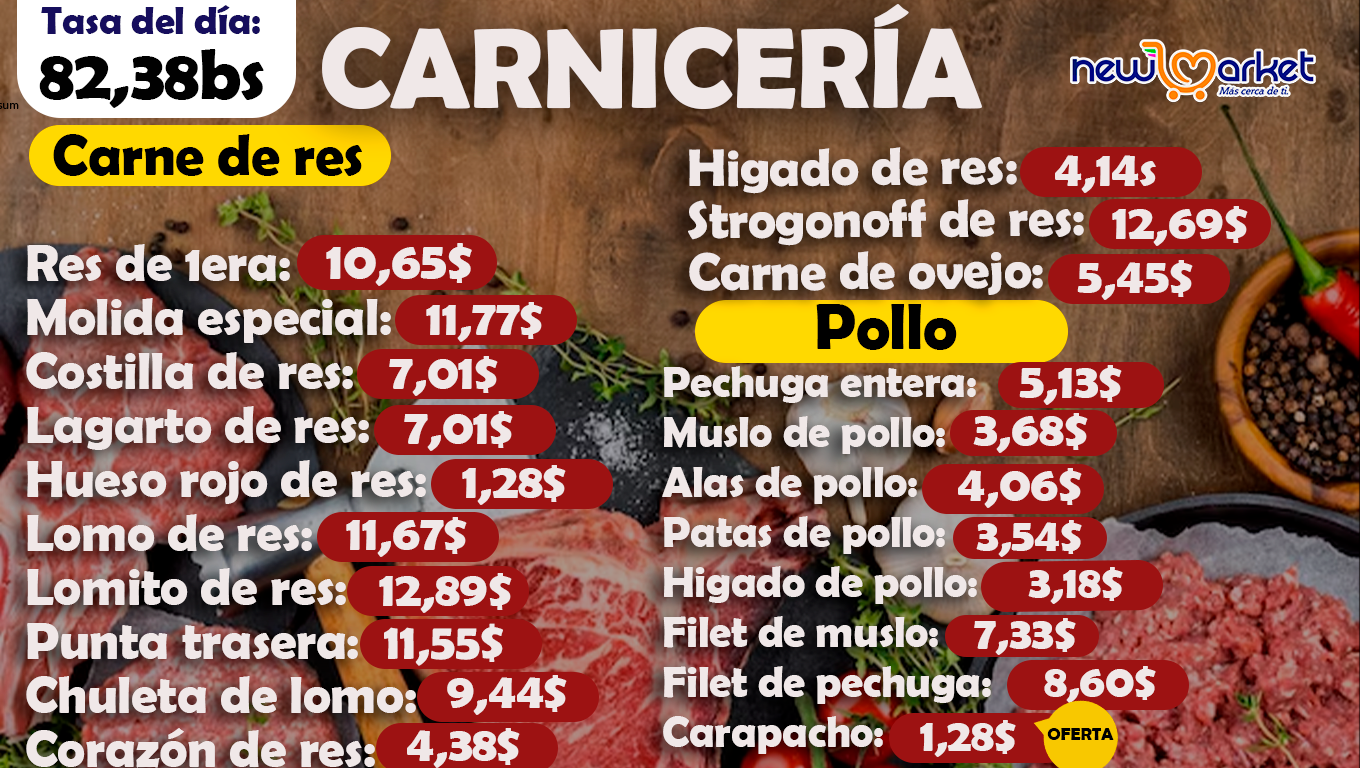 Tasa del día:
82,38bs
sum
CARNICERÍA
new market
Más cerca de ti.
Carne de res
Res de 1era: 10,65$
Molida especial: 11,77$
Costilla de res: 7,01$
Lagarto de res: 7,01$
Hueso rojo de res: 1,28$
Lomo de res: 11,67$
Lomito de res: 12,89$
Punta trasera: 11,55$
Chuleta de lomo: 9,44$
Corazón de res: 4,38$
Higado de res: 4,14s
Strogonoff de res: 12,69$
Carne de ovejo: 5,45$
Pollo
Pechuga entera: 5,13$
Muslo de pollo: 3,68$
Alas de pollo: 4,06$
Patas de pollo: 3,54$
Higado de pollo: 3,18$
Filet de muslo: 7,33$
Filet de pechuga: 8,60$
Carapacho: 1,28$ OFERTA